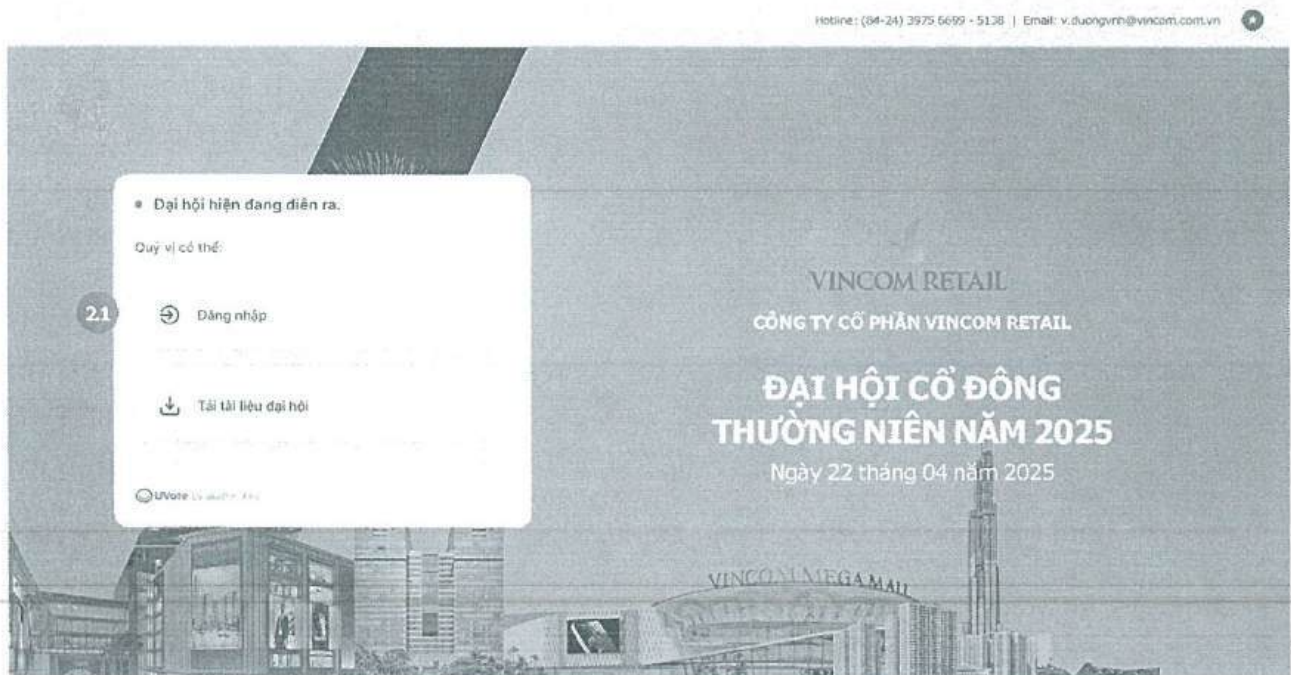 Hotline: (84-24) 3975 6699 - 5138 | Email: v.duongvnh@vincom.com.vn
Đại hội hiện đang diễn ra.
Quý vị có thể:
2.1
Đăng nhập
Tải tài liệu đại hội
UVote
VINCOM RETAIL
CÔNG TY CỔ PHẦN VINCOM RETAIL
ĐẠI HỘI CỔ ĐÔNG
THƯỜNG NIÊN NĂM 2025
Ngày 22 tháng 04 năm 2025
VINCOM MEGA MALL